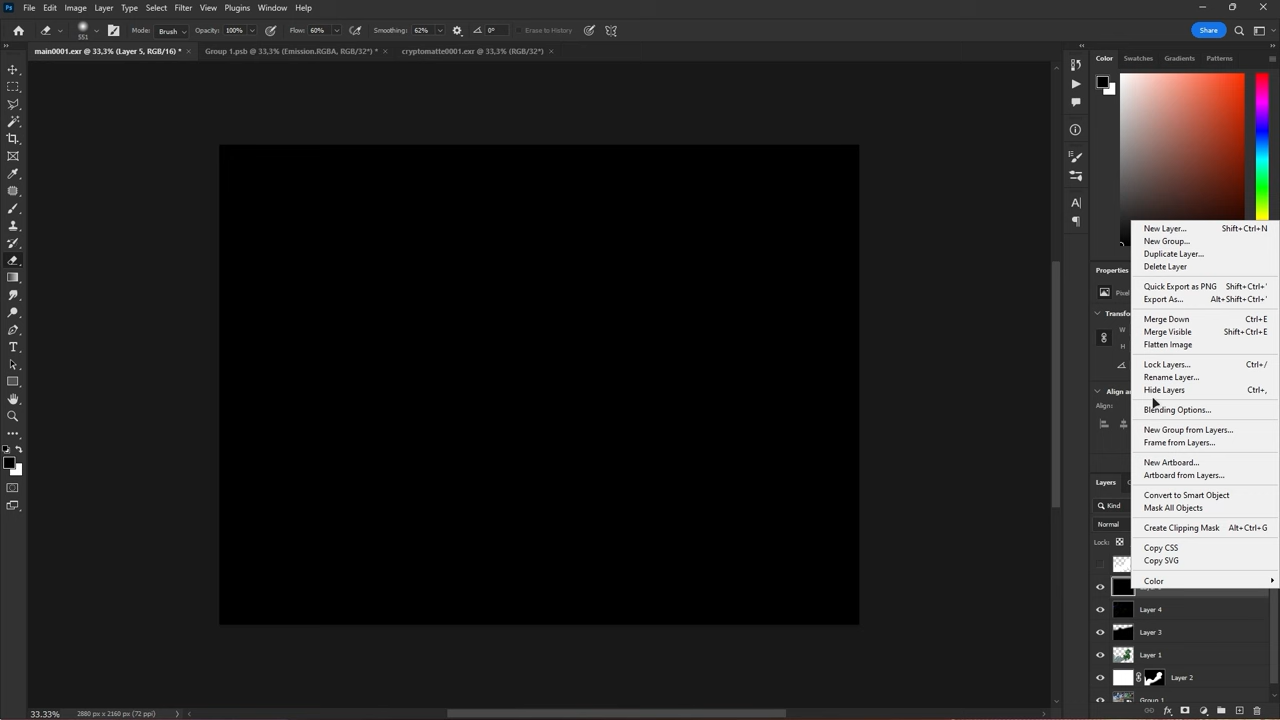 Ps File Edit Image Layer Type Select Filter View Plugins Window Help
551 Mode: Brush Opacity: 100% Flow: 60% Smoothing: 62% 0° Erase to History Share
main0001.exr @ 33,3% (Layer 5, RGB/16) * Group 1.psb @ 33,3% (Emission.RGBA, RGB/32*) * cryptomatte0001.exr @ 33,3% (RGB/32*)
Color Swatches Gradients Patterns
New Layer... Shift+Ctrl+N
New Group...
Duplicate Layer...
Delete Layer
Properties
Quick Export as PNG Shift+Ctrl+'
Pixel
Export As... Alt+Shift+Ctrl+'
Transfo
Merge Down Ctrl+E
W
Merge Visible Shift+Ctrl+E
H
Flatten Image
Lock Layers... Ctrl+/
Rename Layer...
Hide Layers Ctrl+,
Align a
Align:
Blending Options...
New Group from Layers...
Frame from Layers...
New Artboard...
Artboard from Layers...
Layers
Convert to Smart Object
Kind
Mask All Objects
Normal
Create Clipping Mask Alt+Ctrl+G
Lock:
Copy CSS
Copy SVG
Color
Layer 4
Layer 3
Layer 1
Layer 2
Group 1
33,33% 2880 px x 2160 px (72 ppi)